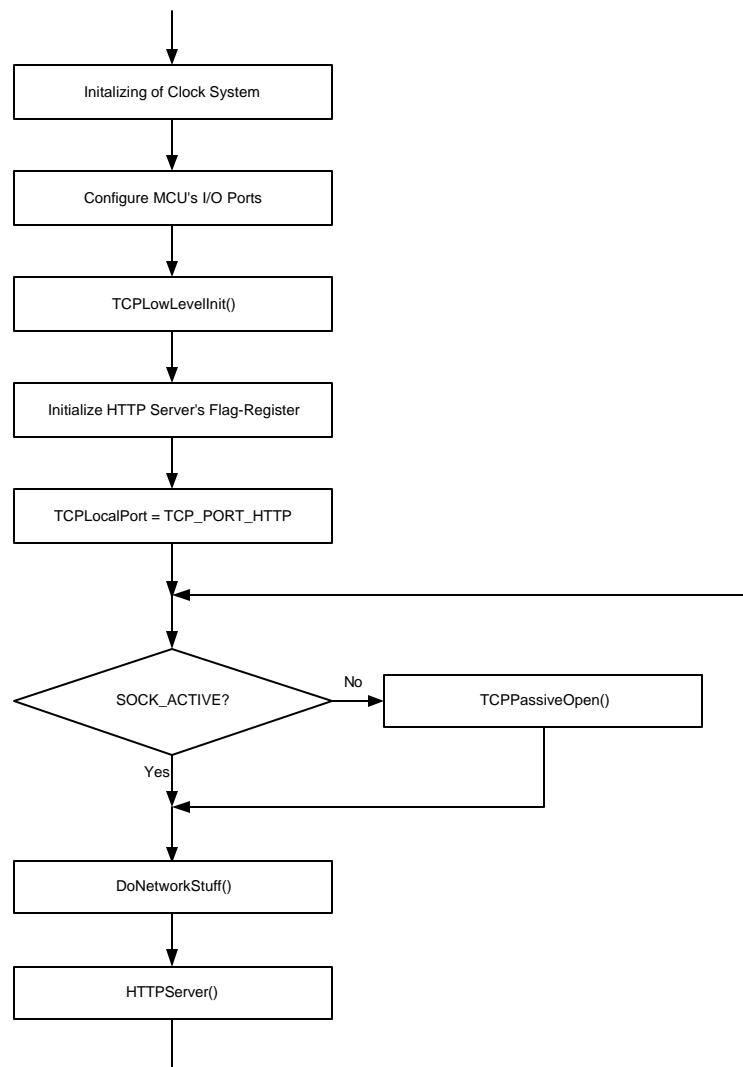 Initalizing of Clock System
Configure MCU's I/O Ports
TCPLowLevelInit()
Initialize HTTP Server's Flag-Register
TCPLocalPort = TCP_PORT_HTTP
SOCK_ACTIVE?
No
TCPPassiveOpen()
Yes
DoNetworkStuff()
HTTPServer()